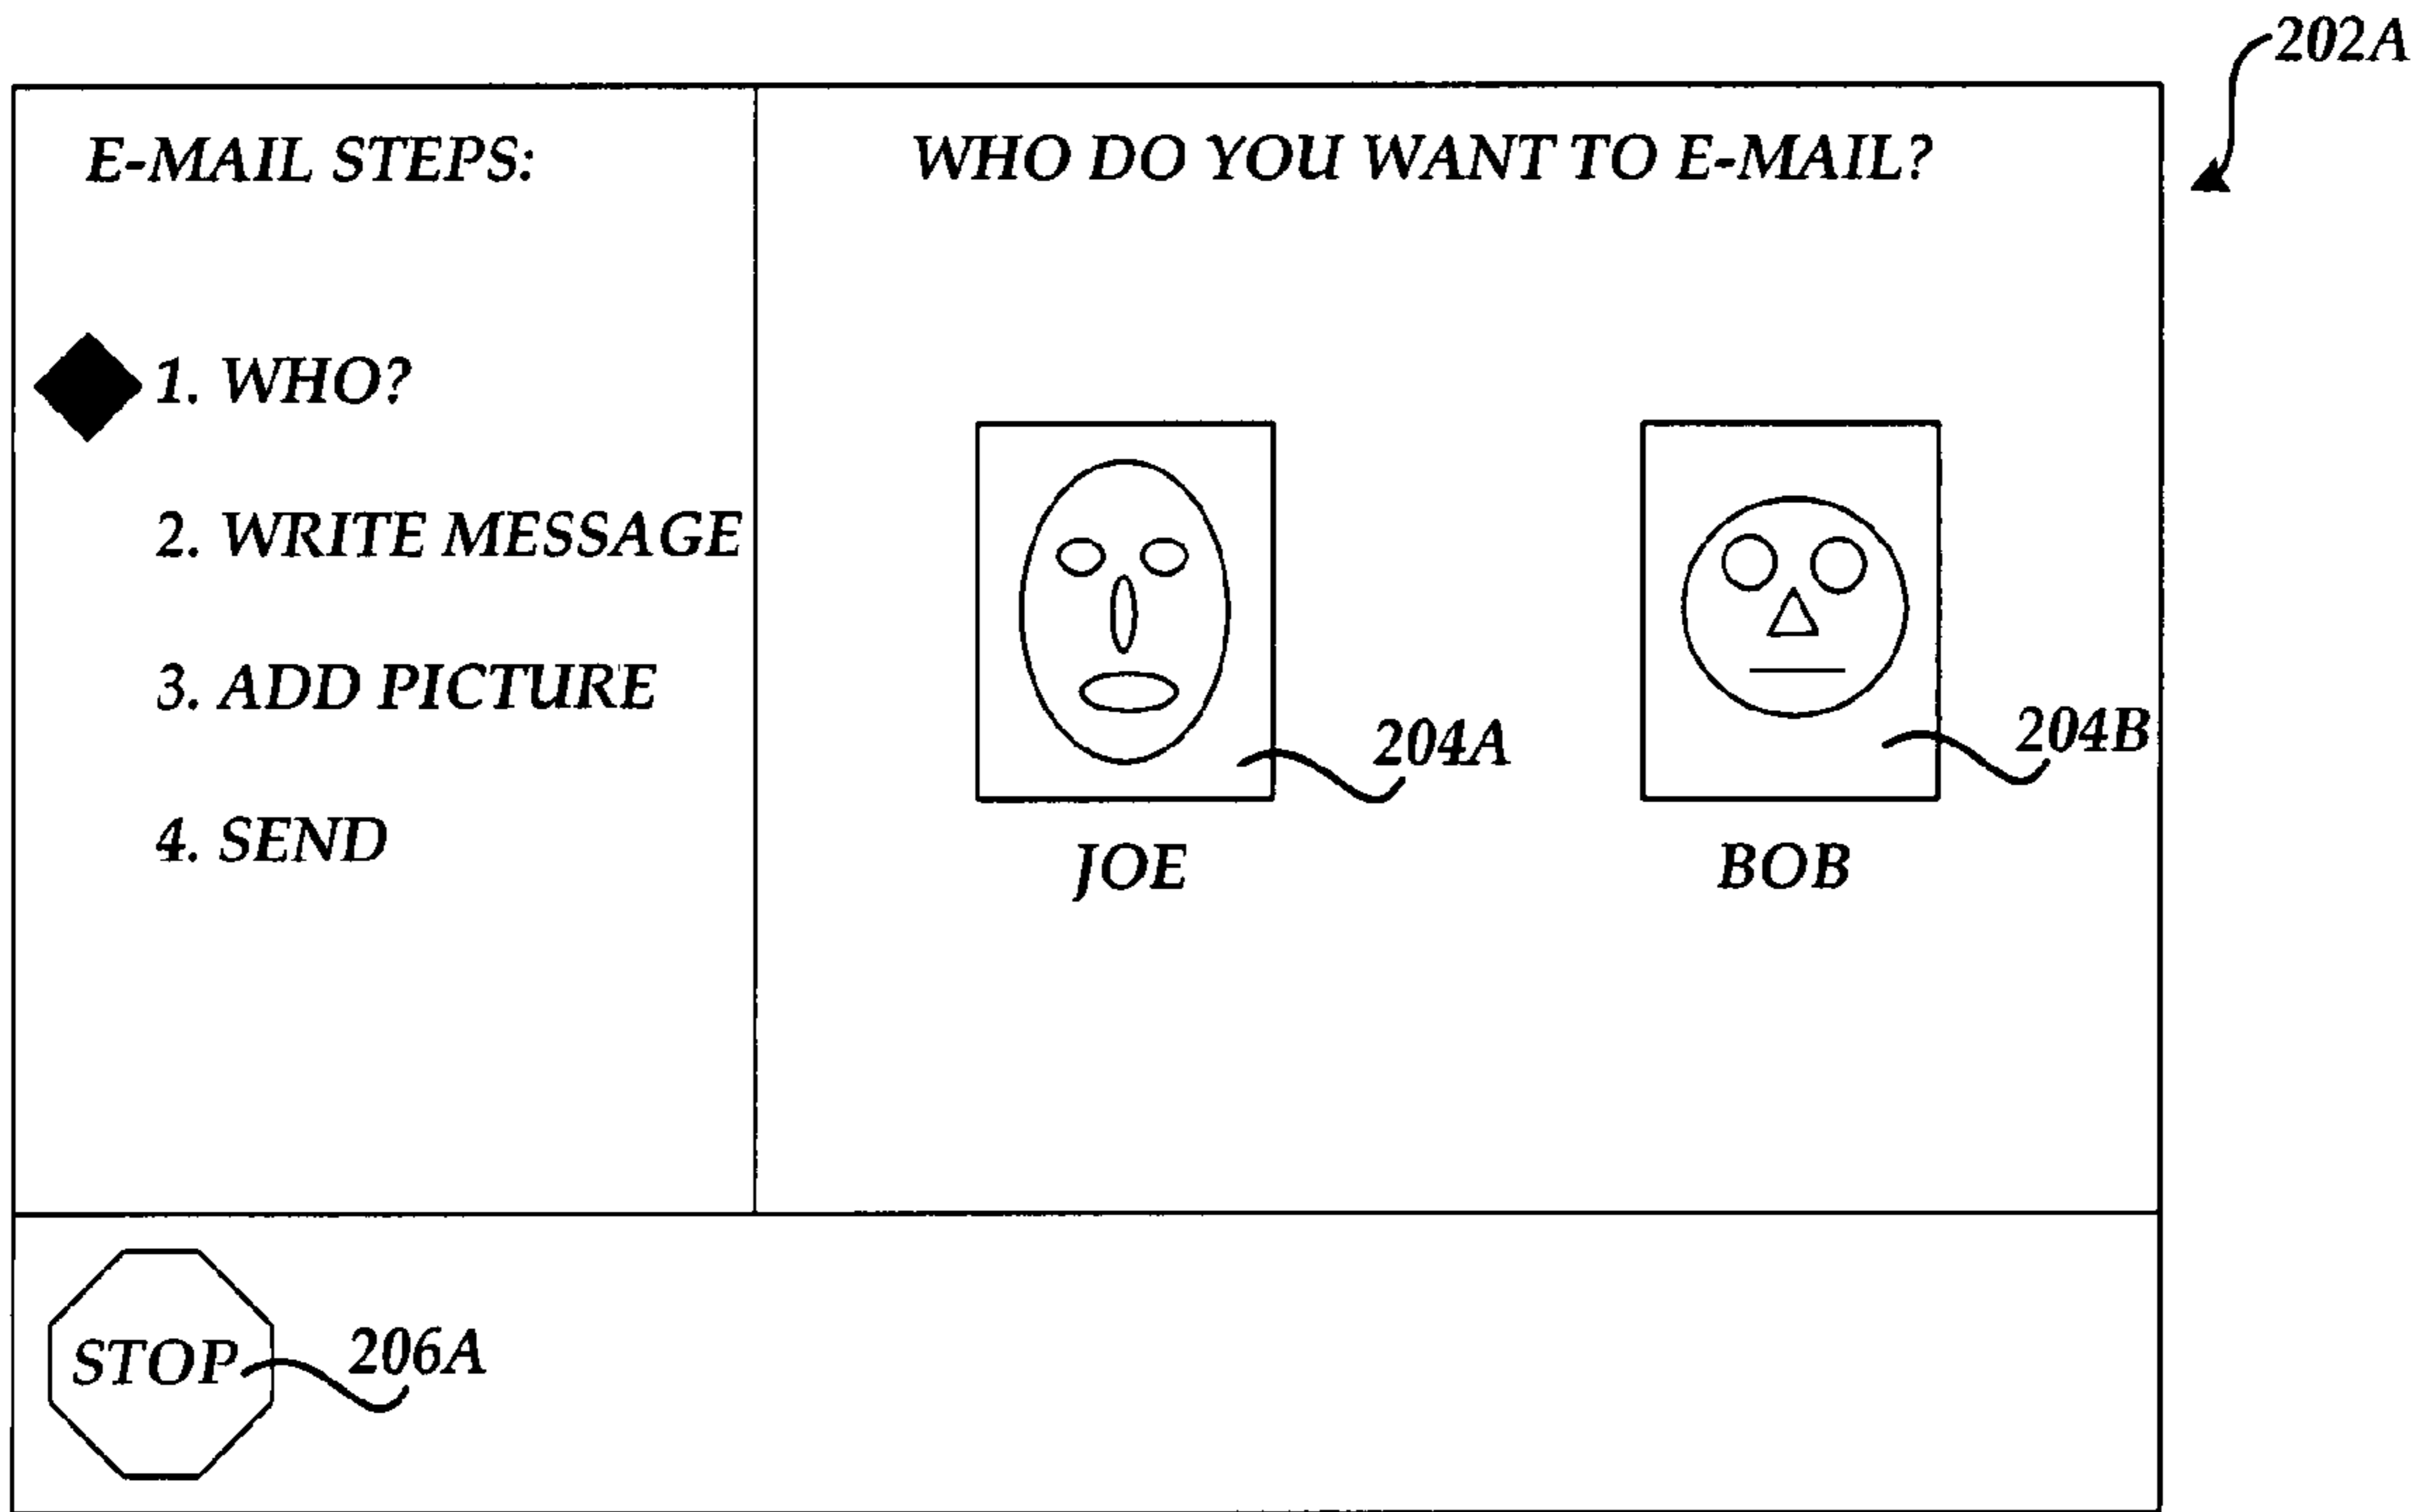 202A
E-MAIL STEPS:
WHO DO YOU WANT TO E-MAIL?
1. WHO?
2. WRITE MESSAGE
3. ADD PICTURE
4. SEND
204A
204B
JOE
BOB
STOP
206A